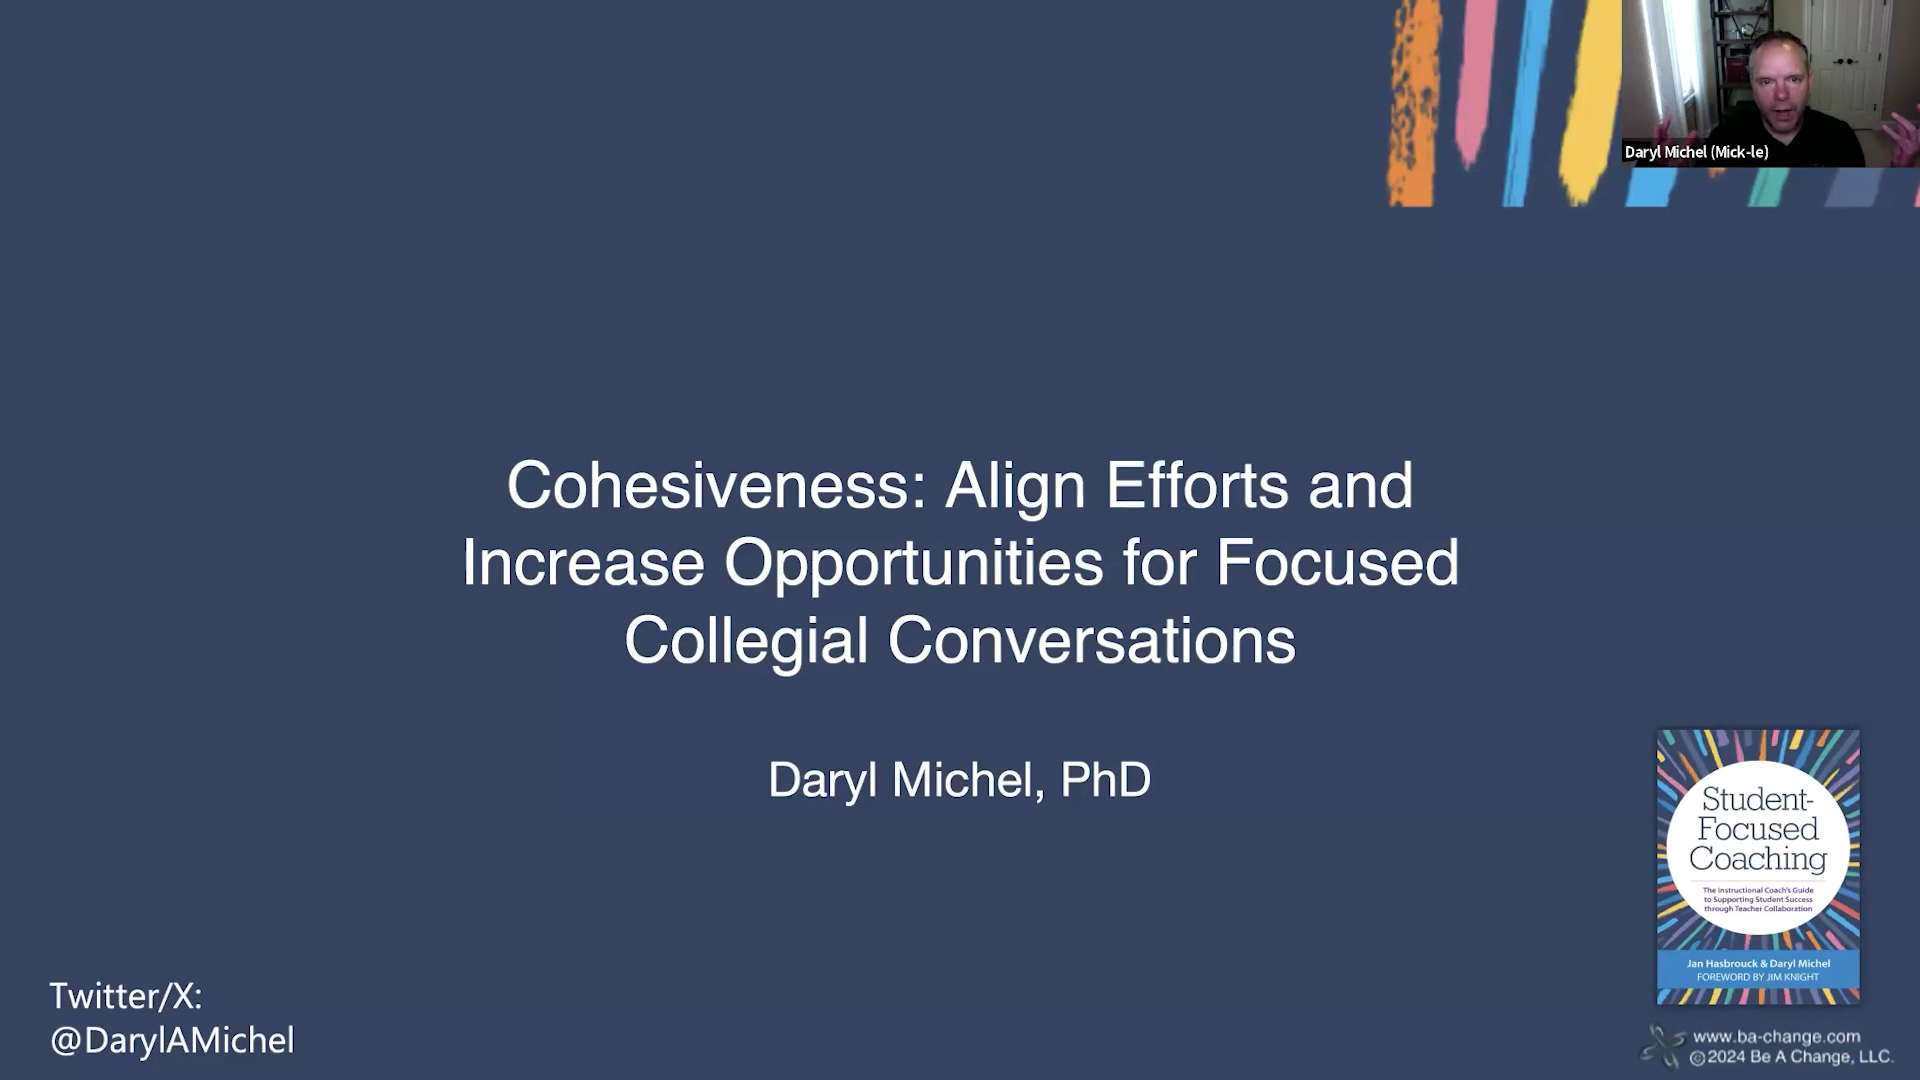 Daryl Michel (Mick-le)
Cohesiveness: Align Efforts and
Increase Opportunities for Focused
Collegial Conversations
Daryl Michel, PhD
Student-
Focused
Coaching
The Instructional Coach's Guide
to Supporting Student Success
through Teacher Collaboration
Jan Hasbrouck & Daryl Michel
FOREWORD BY JIM KNIGHT
Twitter/X:
@DarylAMichel
www.ba-change.com
©2024 Be A Change, LLC.